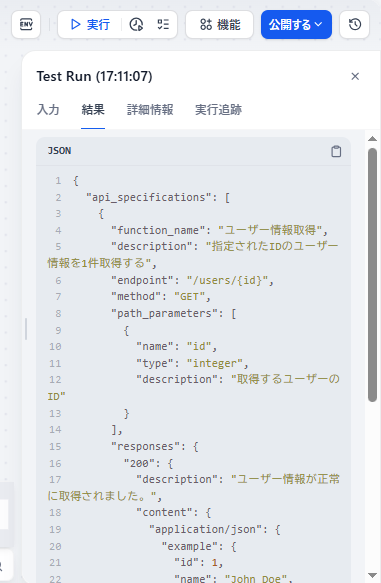 ENV 実行 機能 公開する
Test Run (17:11:07)
入力 結果 詳細情報 実行追跡
JSON
1 {
2 "api_specifications": [
3 {
4 "function_name": "ユーザー情報取得",
5 "description": "指定されたIDのユーザー
情報を1件取得する",
6 "endpoint": "/users/{id}",
7 "method": "GET",
8 "path_parameters": [
9 {
10 "name": "id",
11 "type": "integer",
12 "description": "取得するユーザーの
ID"
13 }
14 ],
15 "responses": {
16 "200": {
17 "description": "ユーザー情報が正常
に取得されました。",
18 "content": {
19 "application/json": {
20 "example": {
21 "id": 1,
22 "name": "John Doe",